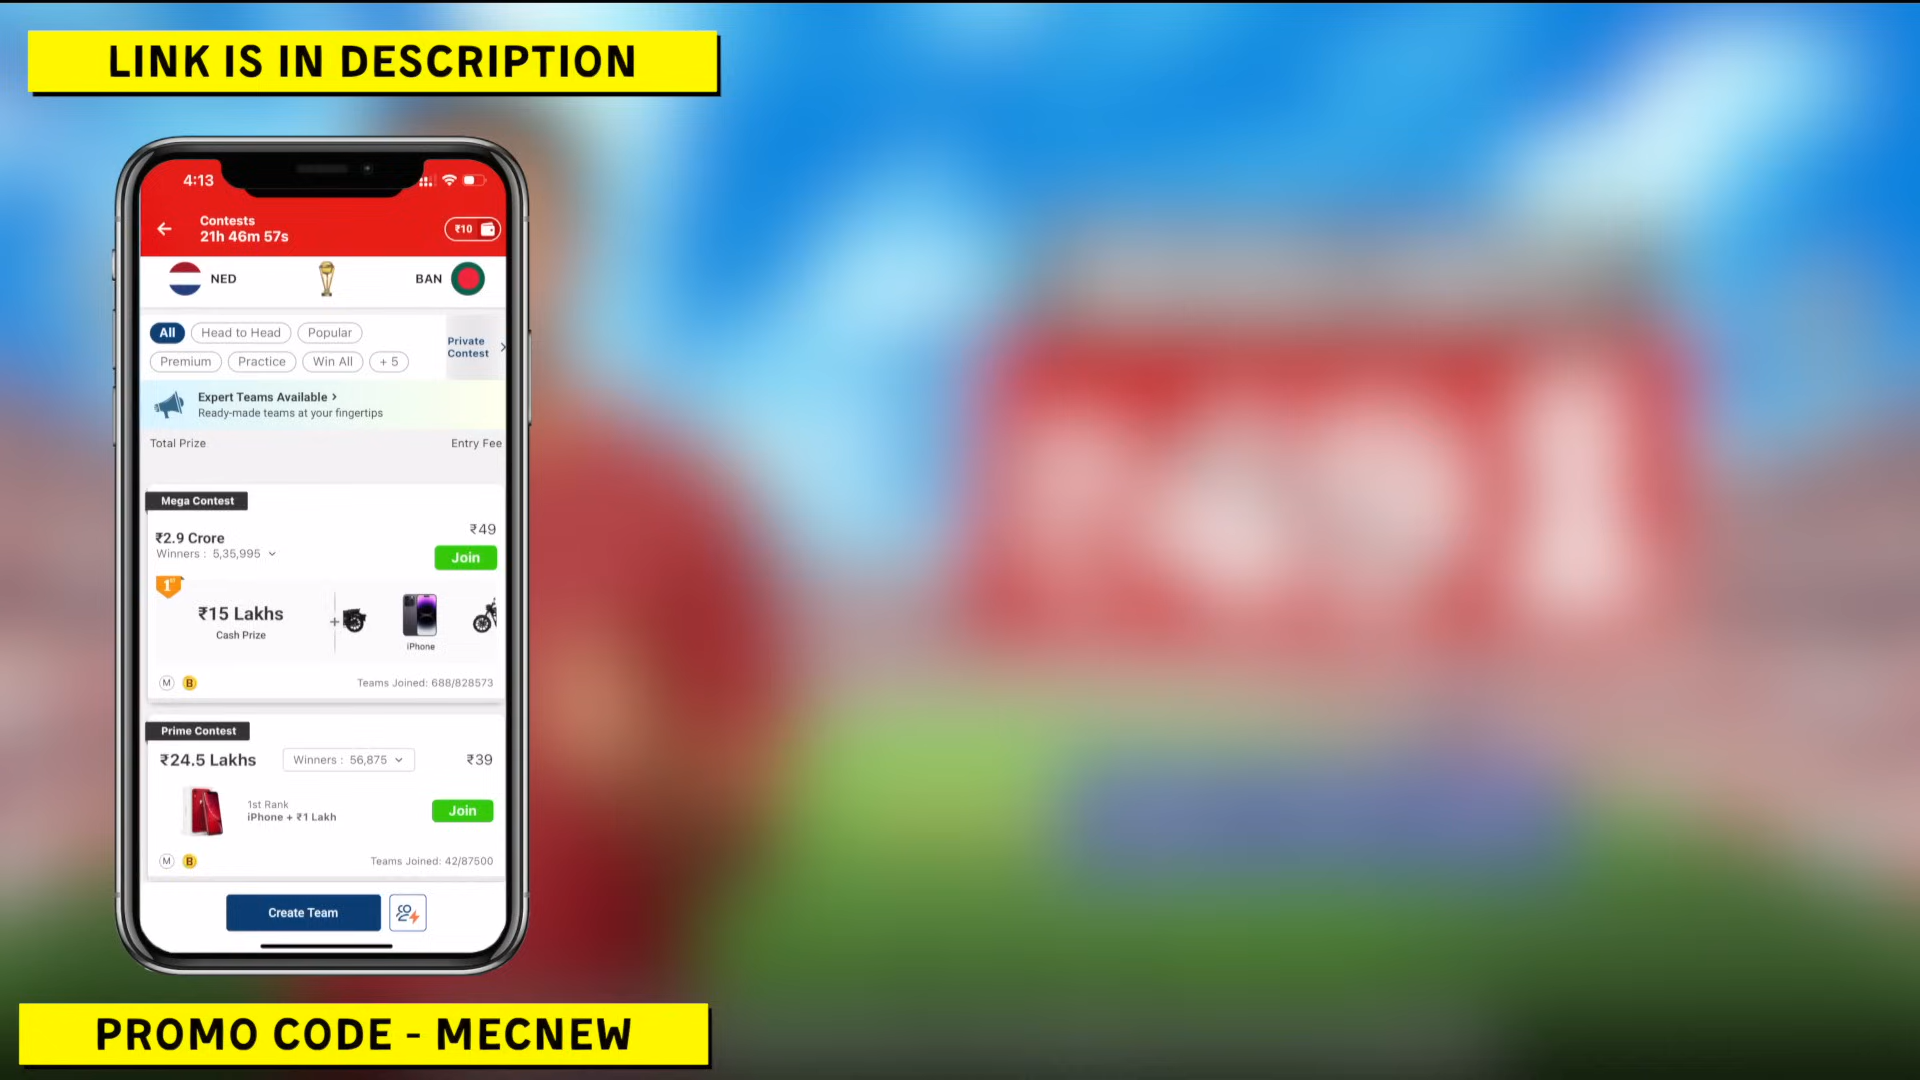 LINK IS IN DESCRIPTION
4:13
Contests
21h 46m 57s
₹10
NED
BAN
All
Head to Head
Popular
Premium
Practice
Win All
+ 5
Private
Contest
Expert Teams Available >
Ready-made teams at your fingertips
Total Prize
Entry Fee
Mega Contest
₹49
₹2.9 Crore
Winners : 5,35,995
Join
1st
₹15 Lakhs
Cash Prize
+
iPhone
M
B
Teams Joined: 688/828573
Prime Contest
₹24.5 Lakhs
Winners : 56,875
₹39
1st Rank
iPhone + ₹1 Lakh
Join
M
B
Teams Joined: 42/87500
Create Team
PROMO CODE - MECNEW